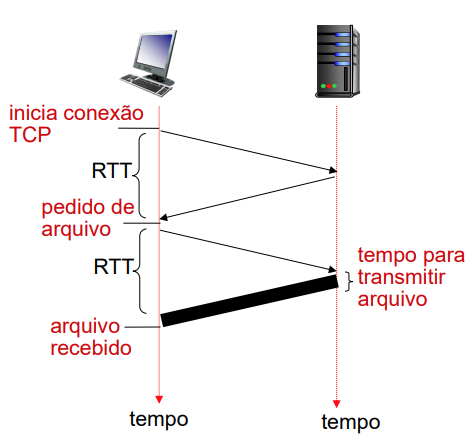 inicia conexão
TCP
RTT
pedido de
arquivo
RTT
tempo para
transmitir
arquivo
arquivo
recebido
tempo
tempo